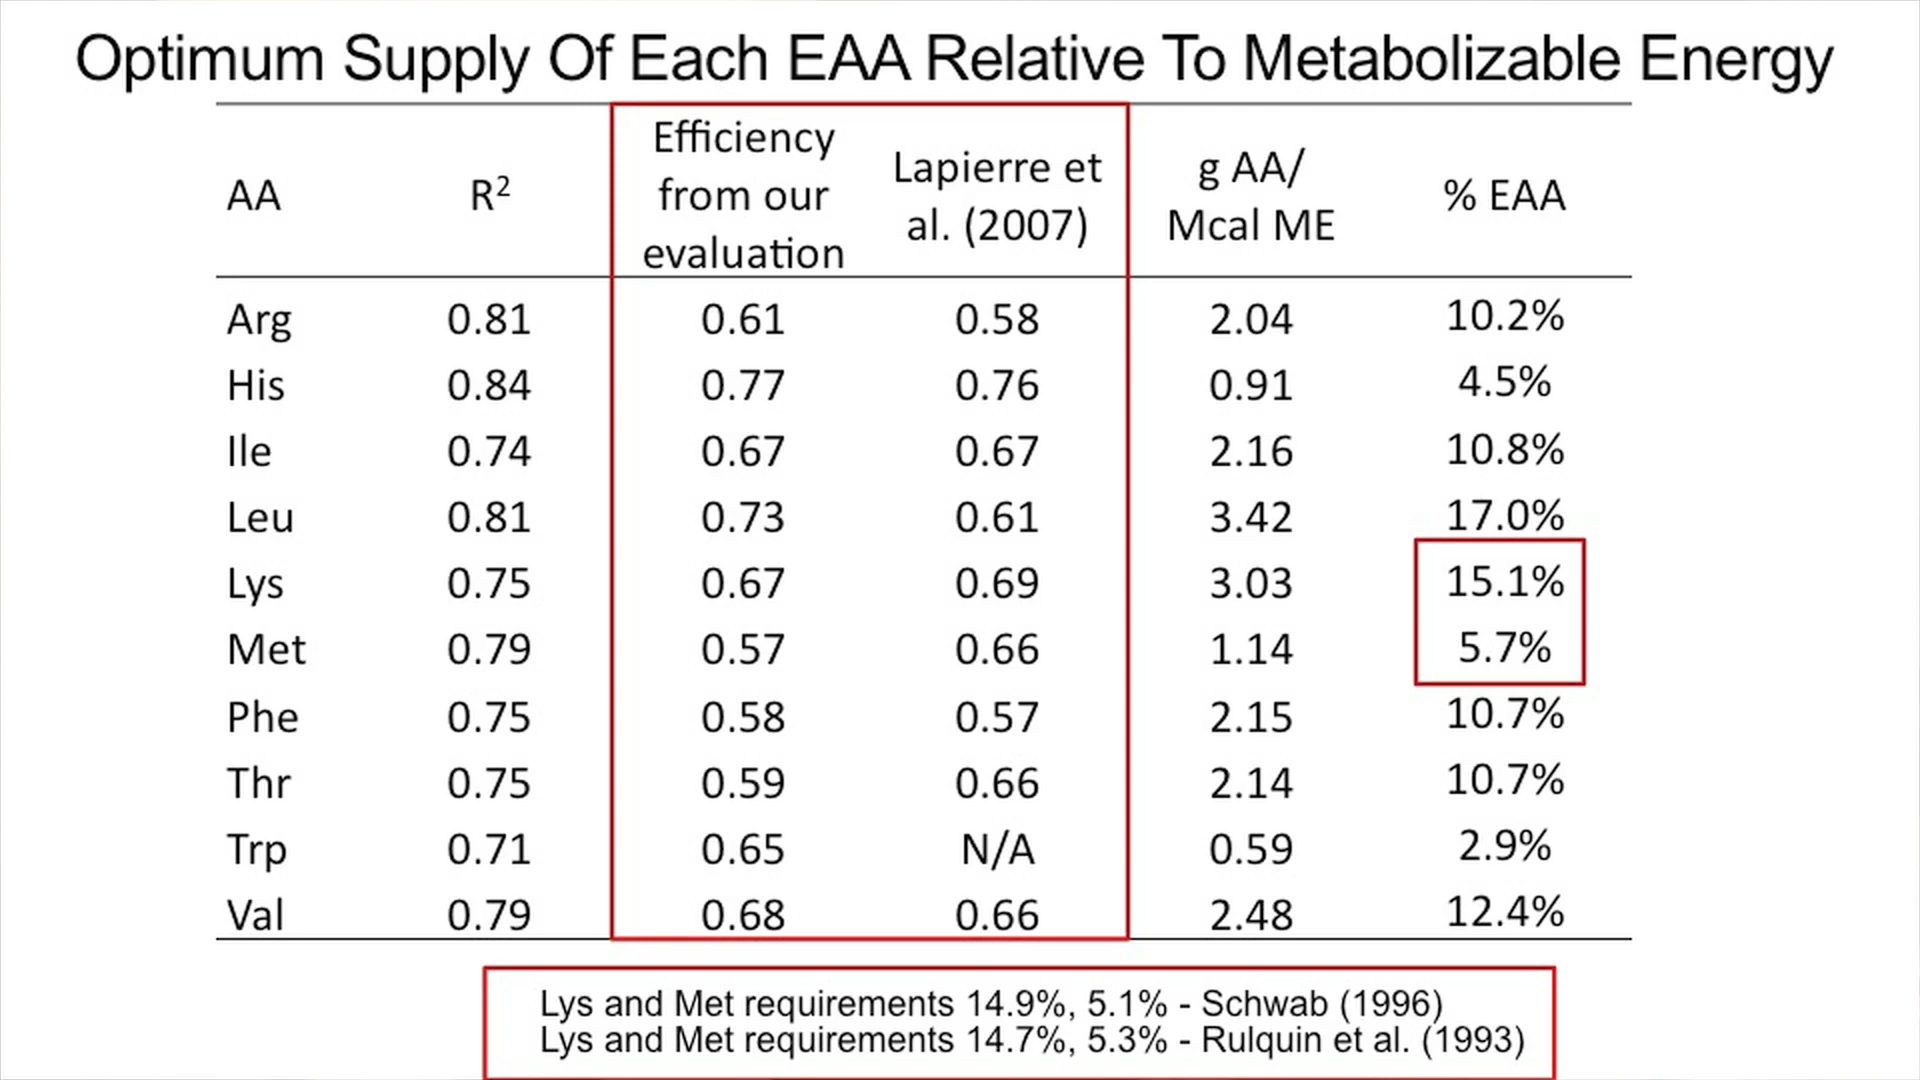 Optimum Supply Of Each EAA Relative To Metabolizable Energy
AA R² Efficiency from our evaluation Lapierre et al. (2007) g AA/ Mcal ME % EAA
Arg 0.81 0.61 0.58 2.04 10.2%
His 0.84 0.77 0.76 0.91 4.5%
Ile 0.74 0.67 0.67 2.16 10.8%
Leu 0.81 0.73 0.61 3.42 17.0%
Lys 0.75 0.67 0.69 3.03 15.1%
Met 0.79 0.57 0.66 1.14 5.7%
Phe 0.75 0.58 0.57 2.15 10.7%
Thr 0.75 0.59 0.66 2.14 10.7%
Trp 0.71 0.65 N/A 0.59 2.9%
Val 0.79 0.68 0.66 2.48 12.4%
Lys and Met requirements 14.9%, 5.1% - Schwab (1996)
Lys and Met requirements 14.7%, 5.3% - Rulquin et al. (1993)